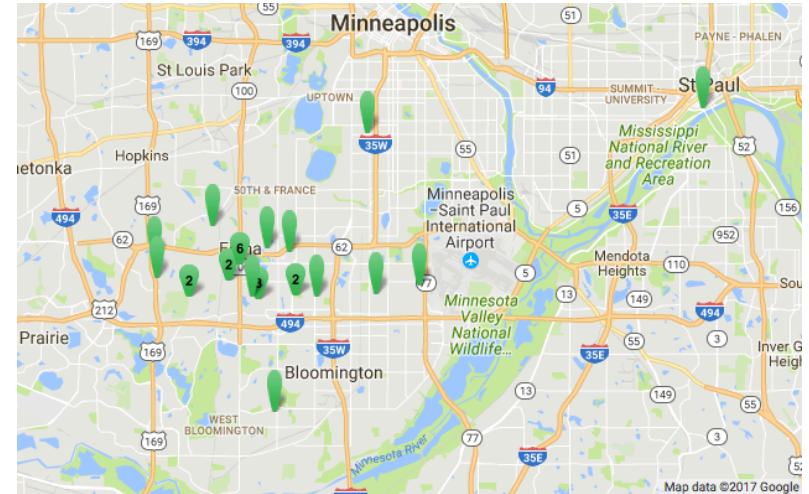 55
51
Minneapolis
169
394
394
PAYNE - PHALEN
St Louis Park
100
94
SUMMIT -
UNIVERSITY
St Paul
UPTOWN
Mississippi
National River
and Recreation
Area
35W
55
51
52
Hopkins
netonka
50TH & FRANCE
Minneapolis
-Saint Paul
International
Airport
169
494
5
35E
156
62
6
62
952
2
Mendota
Heights
110
2
2
77
5
Sou
13
149
212
494
Minnesota
Valley
National
Wildlife...
494
Prairie
35W
55
3
169
35E
Inver G
Heigh
Bloomington
13
149
55
WEST
BLOOMINGTON
169
77
3
Minnesota River
35E
52
Map data ©2017 Google